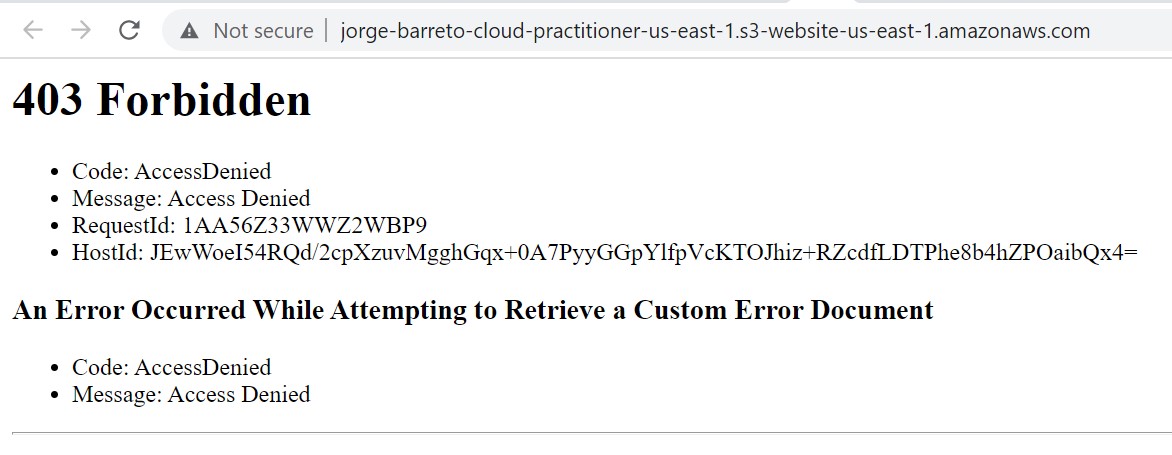 Not secure | jorge-barreto-cloud-practitioner-us-east-1.s3-website-us-east-1.amazonaws.com
403 Forbidden
• Code: AccessDenied
• Message: Access Denied
• RequestId: 1AA56Z33WWZ2WBP9
• HostId: JEwWoeI54RQd/2cpXzuvMgghGqx+0A7PyyGGpYlfpVcKTOJhiz+RZcdfLDTPhe8b4hZPOaibQx4=
An Error Occurred While Attempting to Retrieve a Custom Error Document
• Code: AccessDenied
• Message: Access Denied